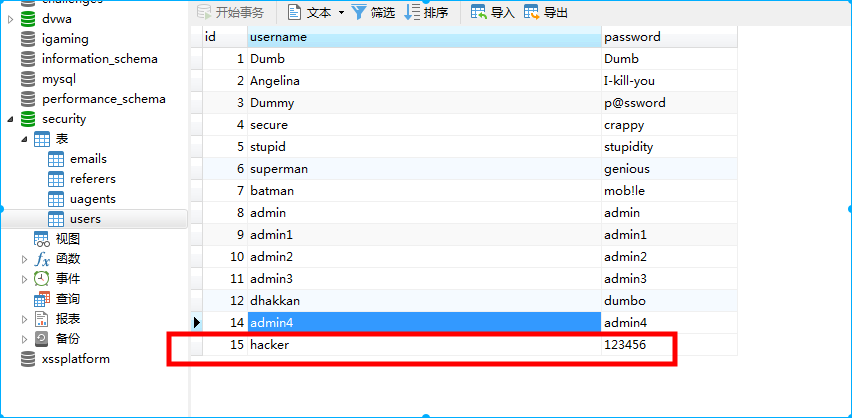 challenges
dvwa
igaming
information_schema
mysql
performance_schema
security
表
emails
referers
uagents
users
视图
函数
事件
查询
报表
备份
xssplatform
开始事务 文本 筛选 排序 导入 导出
id username password
1 Dumb Dumb
2 Angelina I-kill-you
3 Dummy p@ssword
4 secure crappy
5 stupid stupidity
6 superman genious
7 batman mob!le
8 admin admin
9 admin1 admin1
10 admin2 admin2
11 admin3 admin3
12 dhakkan dumbo
14 admin4 admin4
15 hacker 123456